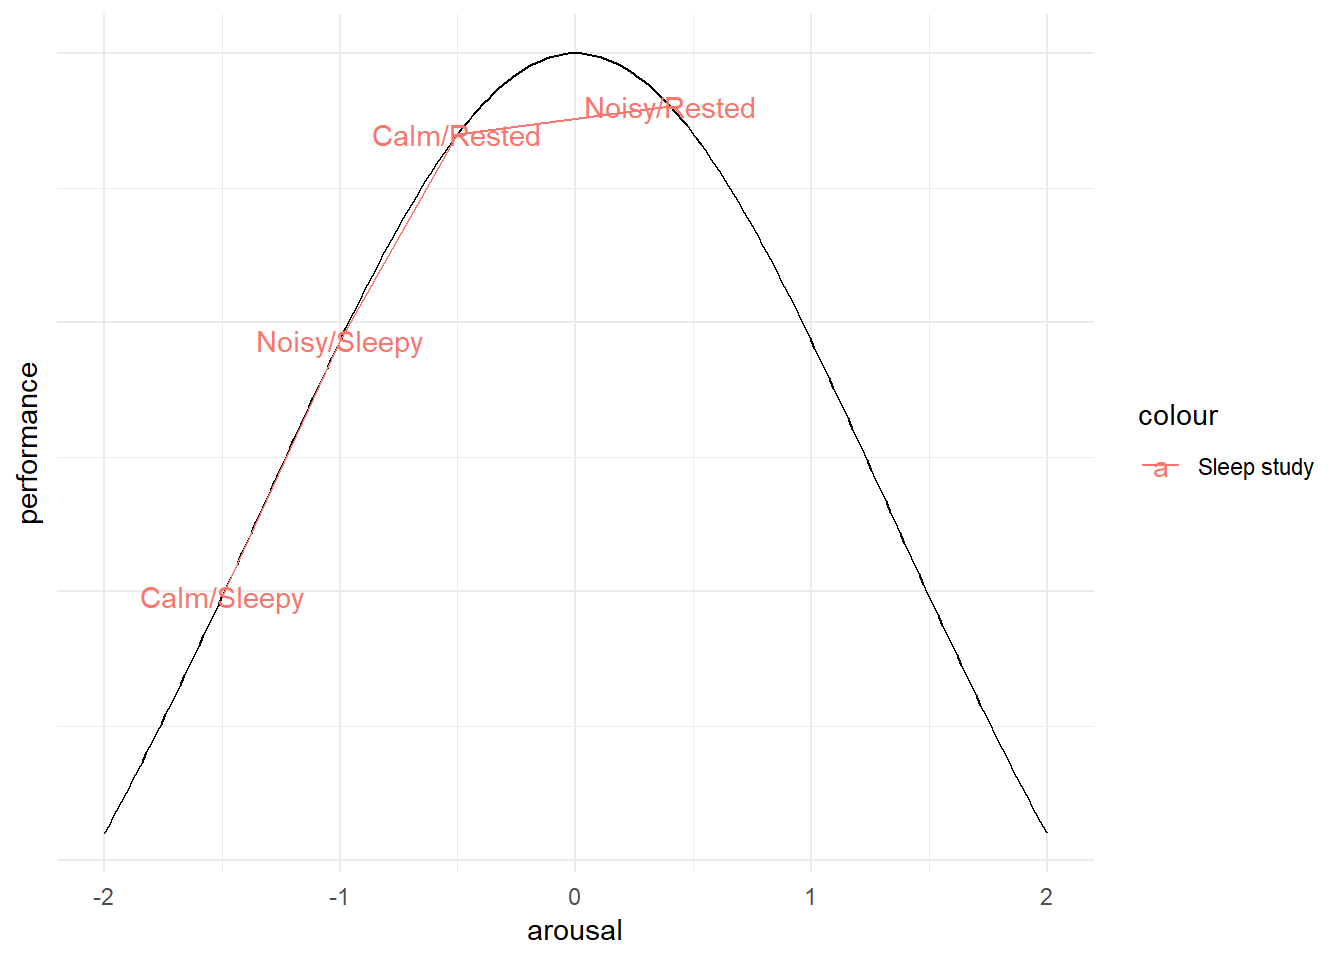 Noisy/Rested
Calm/Rested
Noisy/Sleepy
Calm/Sleepy
performance
-2 -1 0 1 2
arousal
colour
a Sleep study